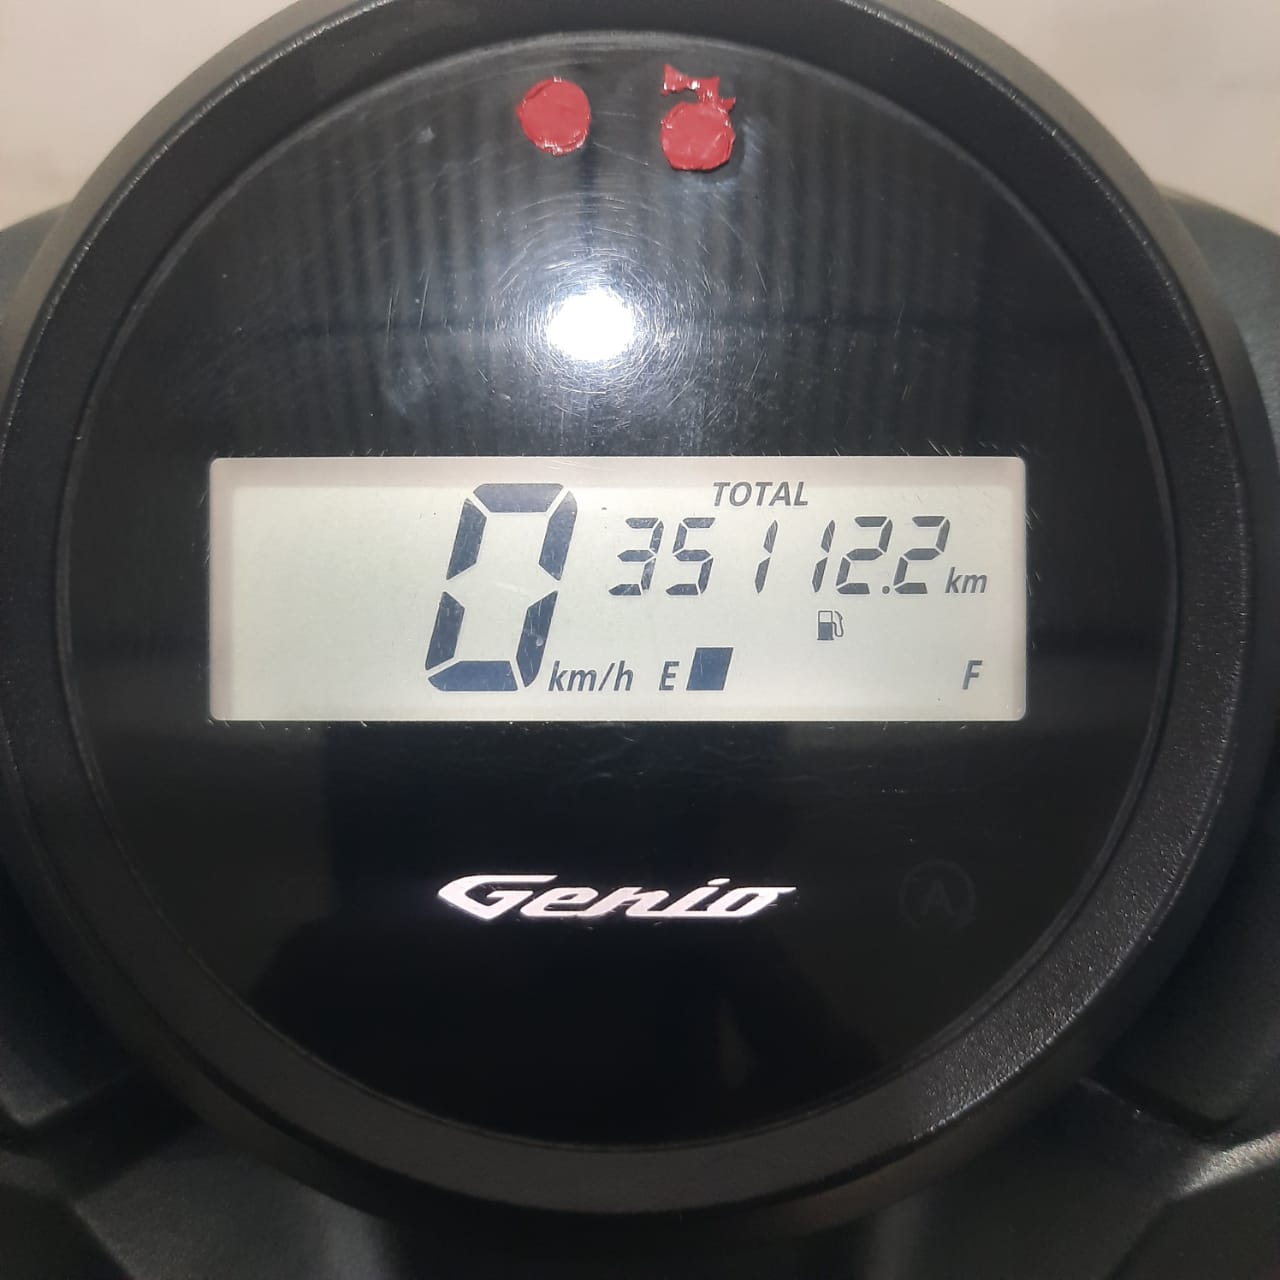 TOTAL
0 km/h 35112.2 km
E F
Genio
A